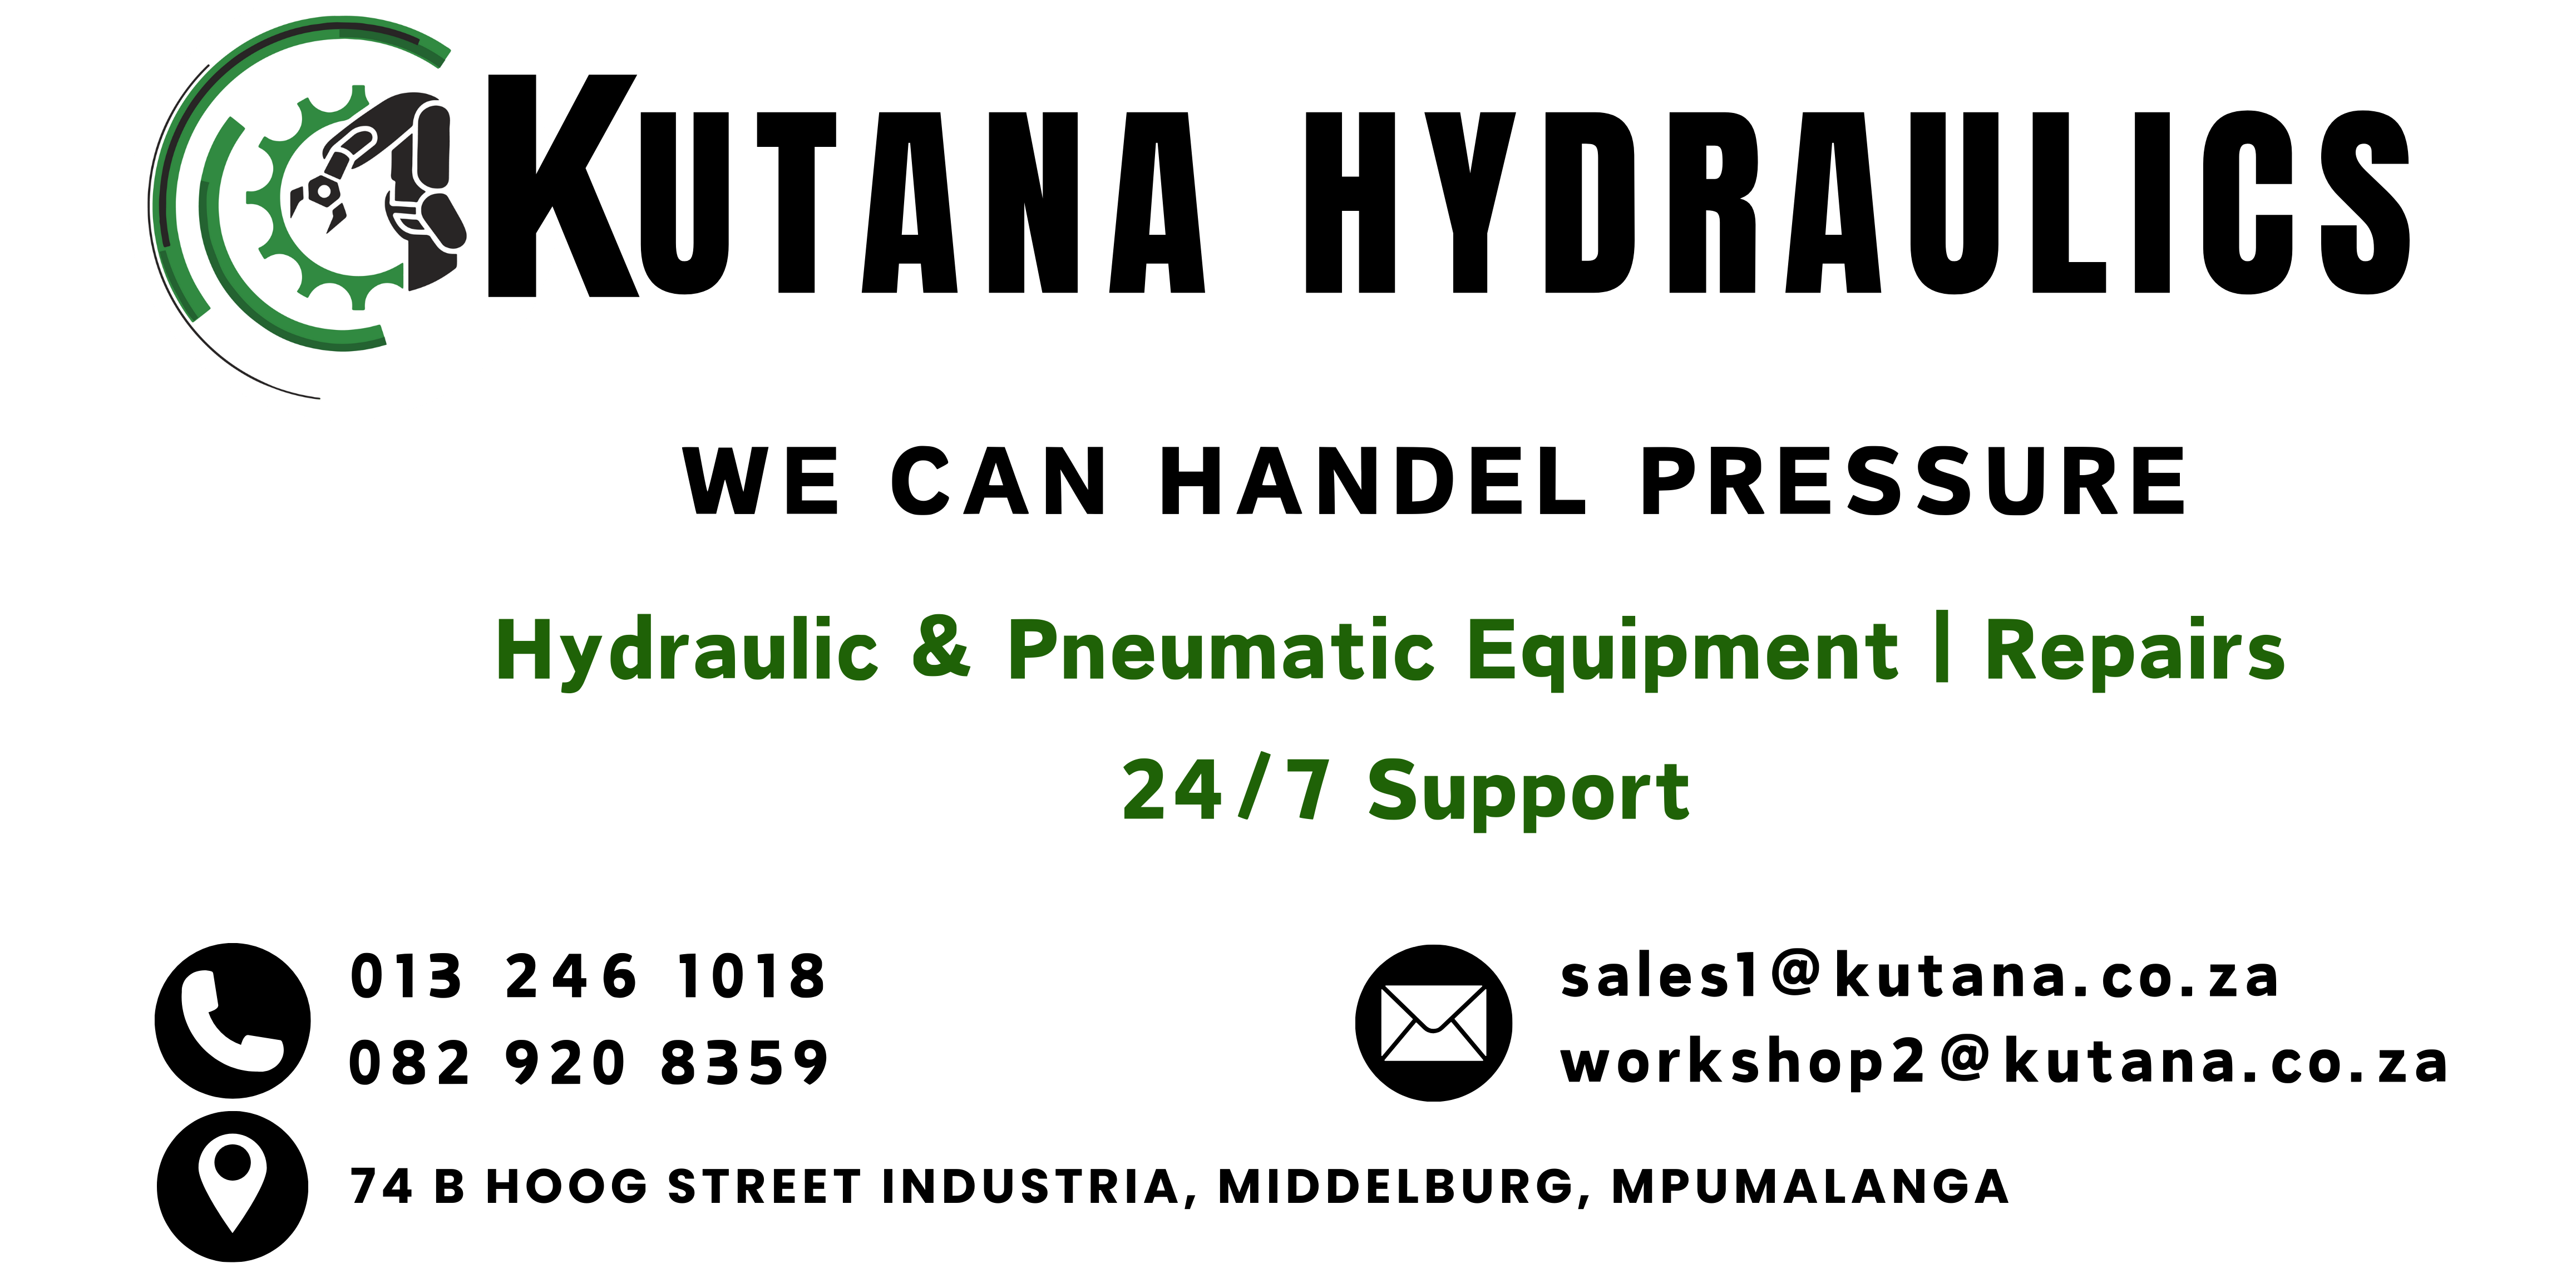 KUTANA HYDRAULICS
WE CAN HANDEL PRESSURE
Hydraulic & Pneumatic Equipment | Repairs
24/7 Support
013 246 1018
082 920 8359
sales1@kutana.co.za
workshop2@kutana.co.za
74 B HOOG STREET INDUSTRIA, MIDDELBURG, MPUMALANGA